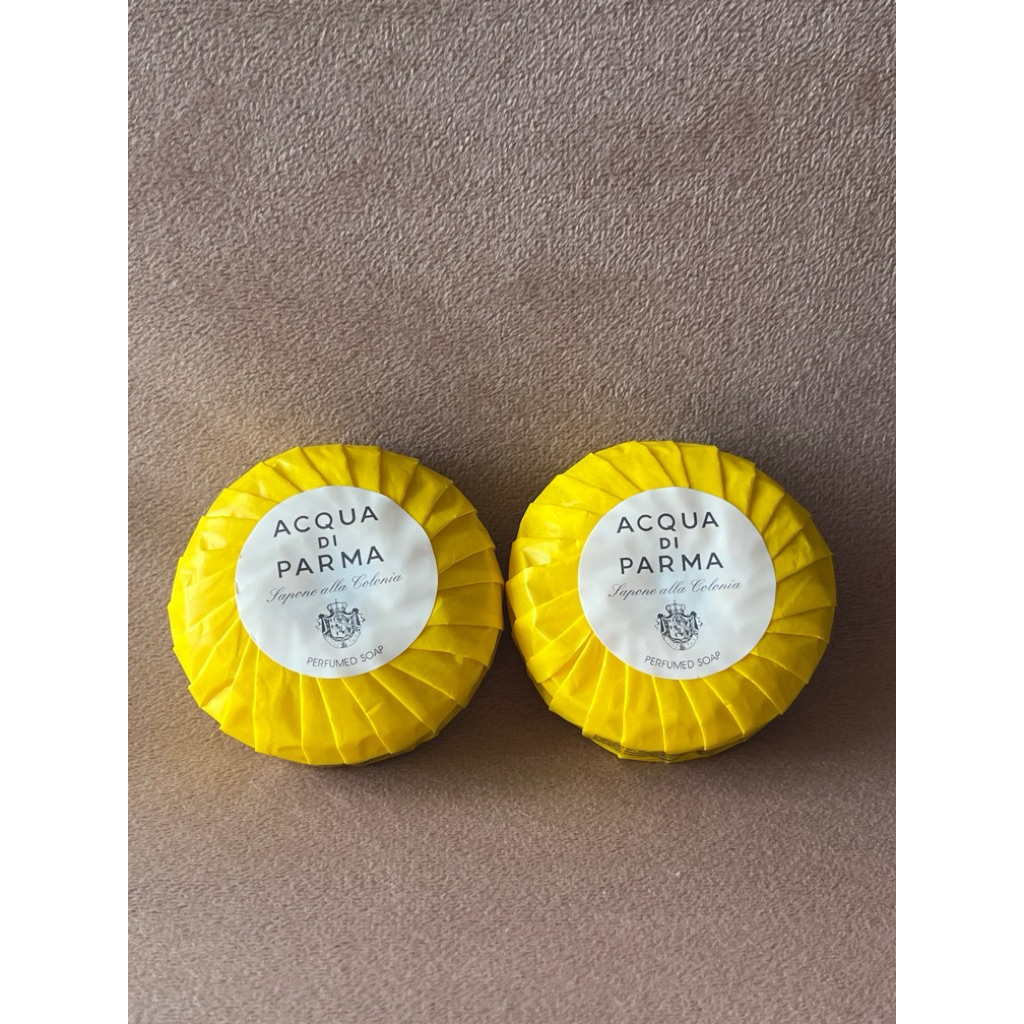 ACQUA
DI
PARMA
Sapone alla Colonia
PERFUMED SOAP
ACQUA
DI
PARMA
Sapone alla Colonia
PERFUMED SOAP